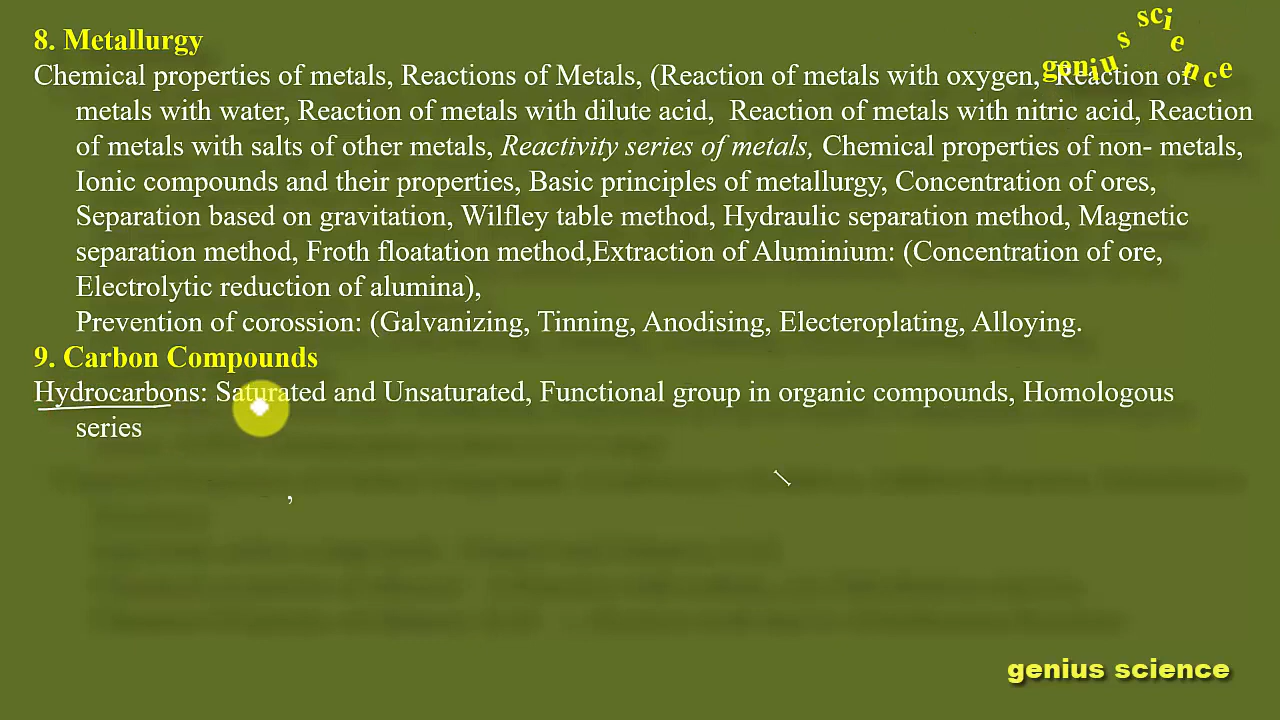 genius science
8. Metallurgy
Chemical properties of metals, Reactions of Metals, (Reaction of metals with oxygen, Reaction of
metals with water, Reaction of metals with dilute acid, Reaction of metals with nitric acid, Reaction
of metals with salts of other metals, Reactivity series of metals, Chemical properties of non- metals,
Ionic compounds and their properties, Basic principles of metallurgy, Concentration of ores,
Separation based on gravitation, Wilfley table method, Hydraulic separation method, Magnetic
separation method, Froth floatation method,Extraction of Aluminium: (Concentration of ore,
Electrolytic reduction of alumina),
Prevention of corossion: (Galvanizing, Tinning, Anodising, Electeroplating, Alloying.
9. Carbon Compounds
Hydrocarbons: Saturated and Unsaturated, Functional group in organic compounds, Homologous
series
,
genius science